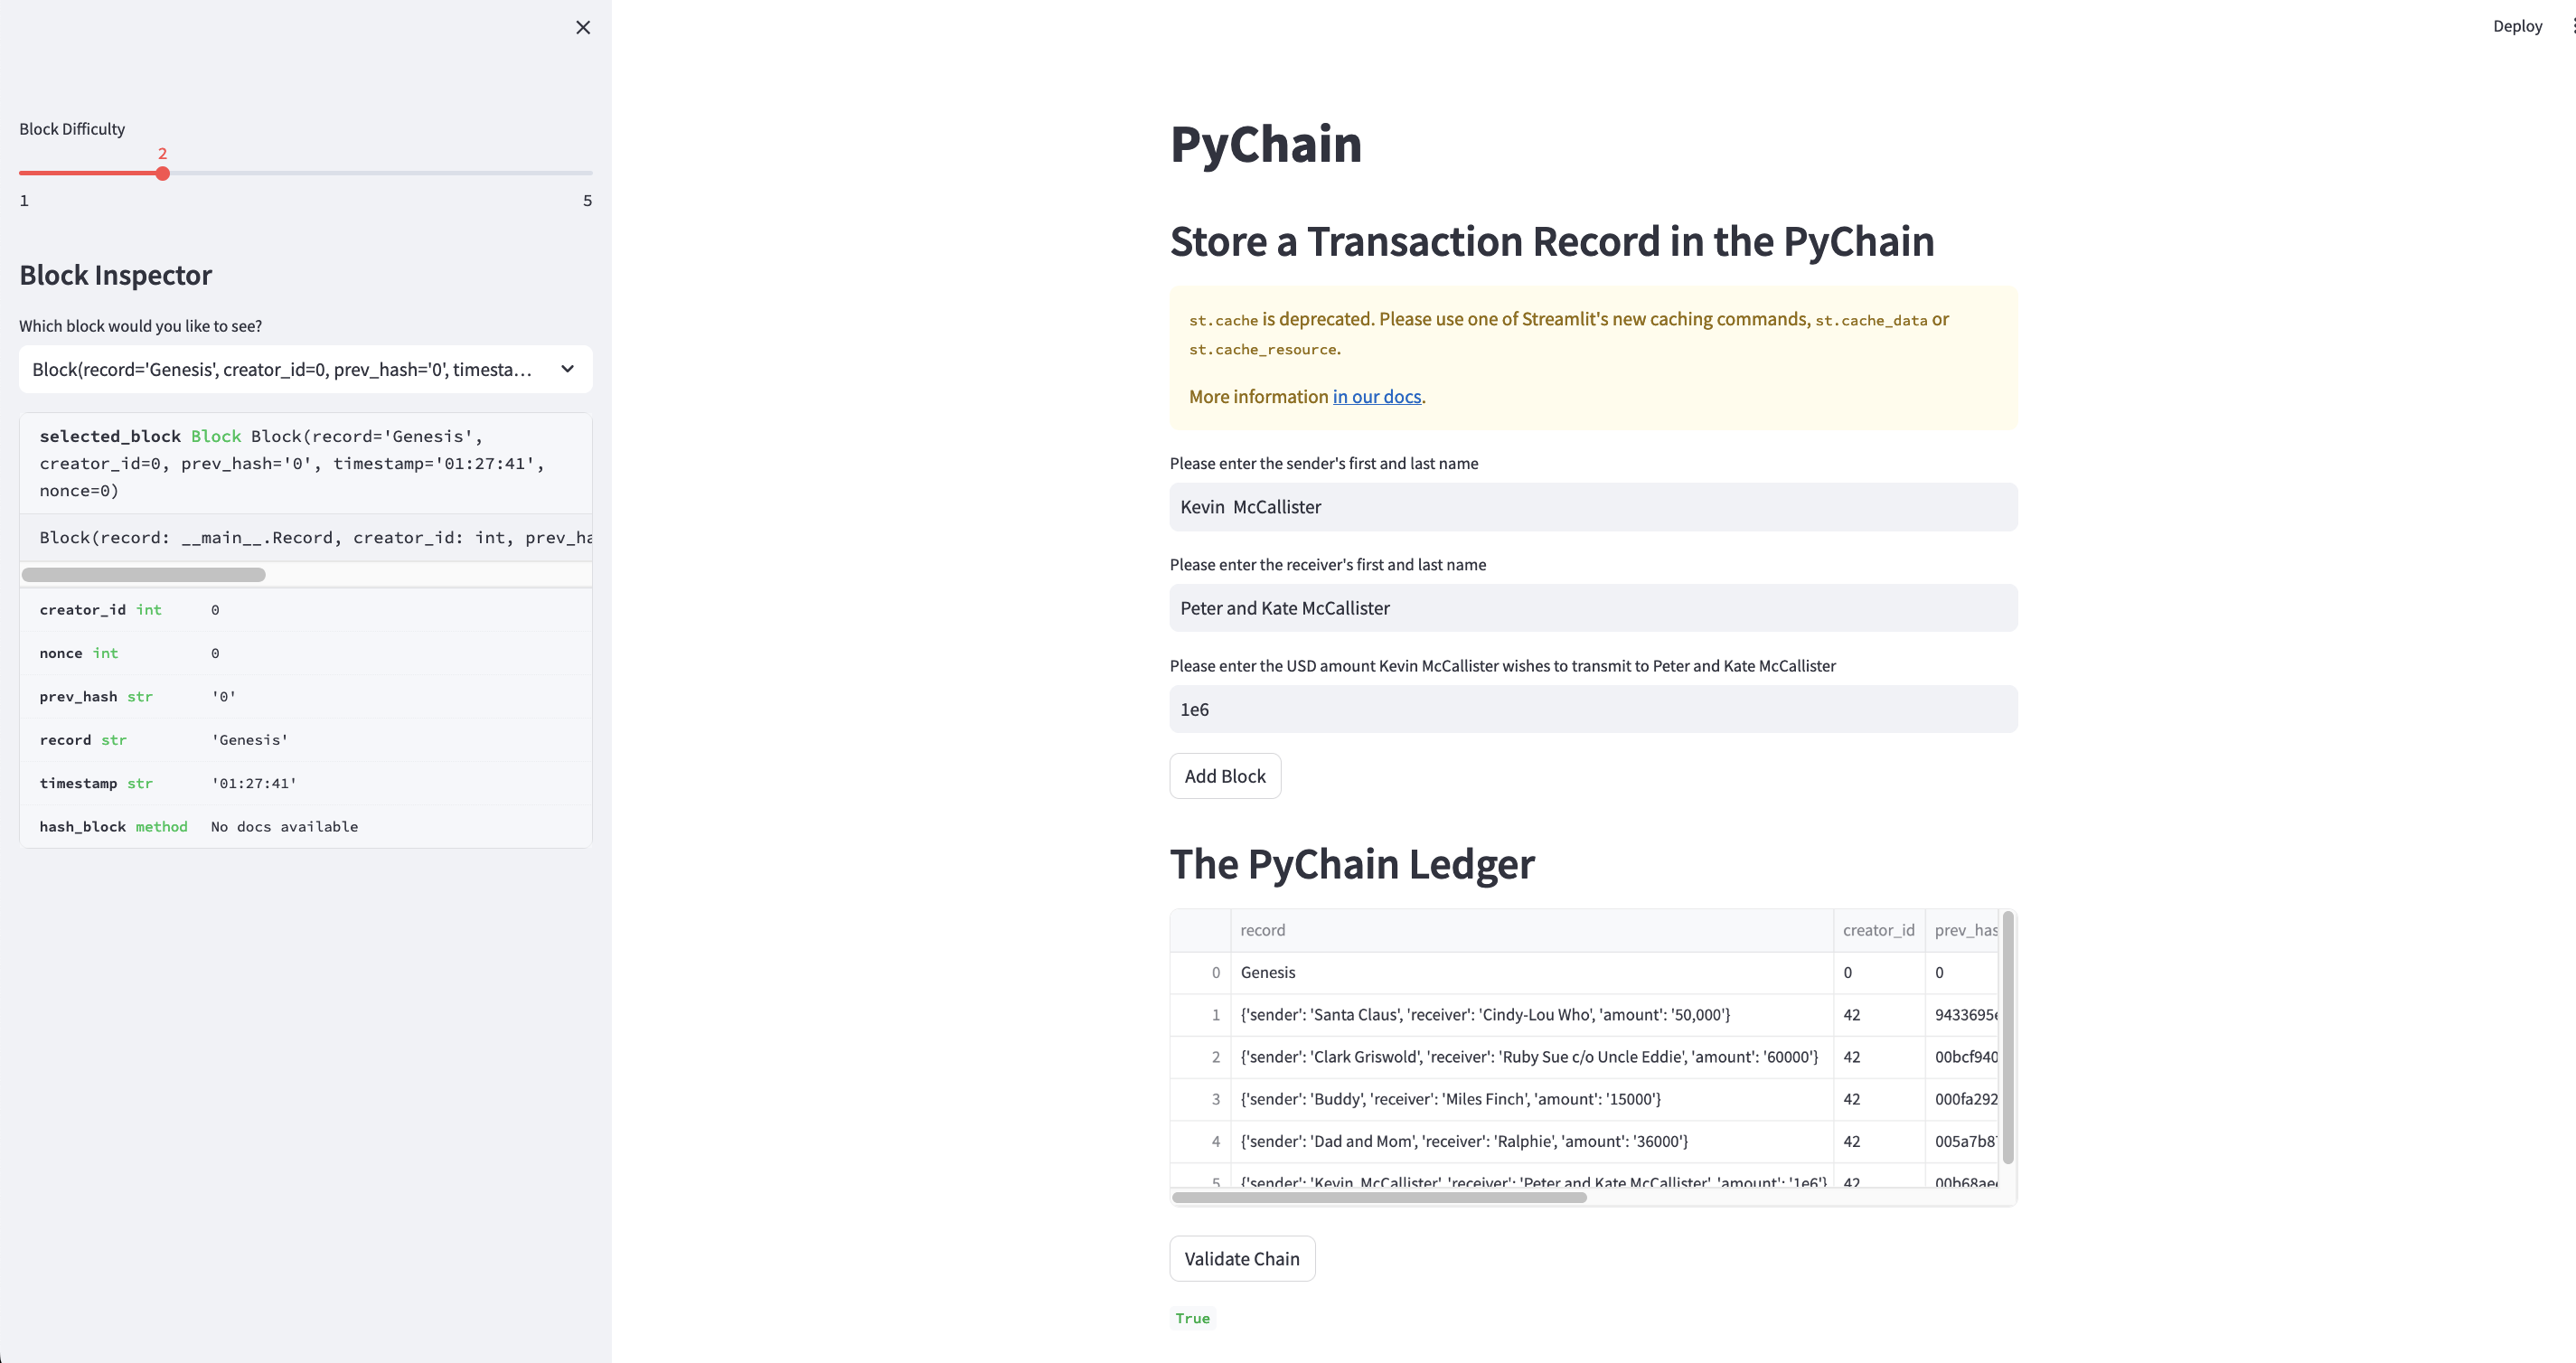 Block Difficulty
2
1 5
Block Inspector
Which block would you like to see?
Block(record='Genesis', creator_id=0, prev_hash='0', timesta...
selected_block Block Block(record='Genesis',
creator_id=0, prev_hash='0', timestamp='01:27:41',
nonce=0)
Block(record: __main__.Record, creator_id: int, prev_ha
creator_id int 0
nonce int 0
prev_hash str '0'
record str 'Genesis'
timestamp str '01:27:41'
hash_block method No docs available
Deploy
PyChain
Store a Transaction Record in the PyChain
st.cache is deprecated. Please use one of Streamlit's new caching commands, st.cache_data or
st.cache_resource.
More information in our docs.
Please enter the sender's first and last name
Kevin  McCallister
Please enter the receiver's first and last name
Peter and Kate McCallister
Please enter the USD amount Kevin McCallister wishes to transmit to Peter and Kate McCallister
1e6
Add Block
The PyChain Ledger
record creator_id prev_has
0 Genesis 0 0
1 {'sender': 'Santa Claus', 'receiver': 'Cindy-Lou Who', 'amount': '50,000'} 42 9433695e
2 {'sender': 'Clark Griswold', 'receiver': 'Ruby Sue c/o Uncle Eddie', 'amount': '60000'} 42 00bcf940
3 {'sender': 'Buddy', 'receiver': 'Miles Finch', 'amount': '15000'} 42 000fa292
4 {'sender': 'Dad and Mom', 'receiver': 'Ralphie', 'amount': '36000'} 42 005a7b8
5 {'sender': 'Kevin  McCallister', 'receiver': 'Peter and Kate McCallister', 'amount': '1e6'} 42 00b68aee
Validate Chain
True